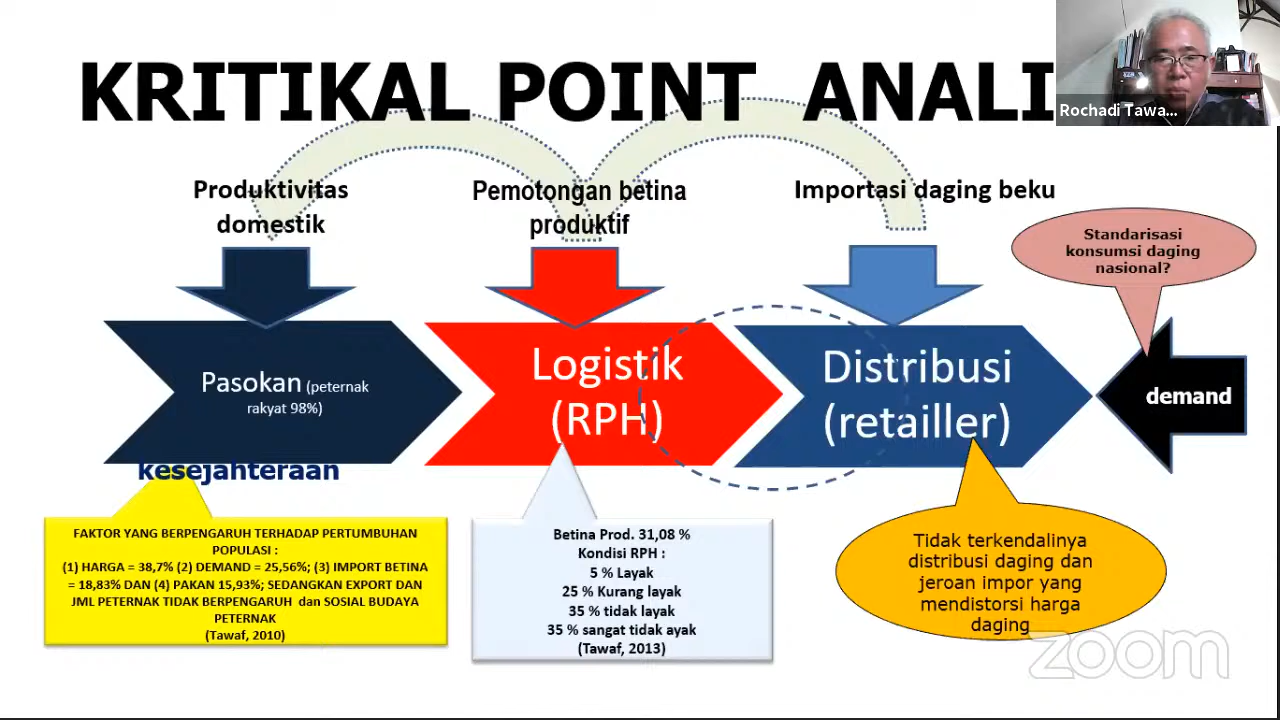 KRITIKAL POINT ANALI
Rochadi Tawa...
Produktivitas
domestik
Pemotongan betina
produktif
Importasi daging beku
Standarisasi
konsumsi daging
nasional?
Pasokan (peternak
rakyat 98%)
Logistik
(RPH)
Distribusi
(retailler)
demand
kesejahteraan
FAKTOR YANG BERPENGARUH TERHADAP PERTUMBUHAN
POPULASI :
(1) HARGA = 38,7% (2) DEMAND = 25,56%; (3) IMPORT BETINA
= 18,83% DAN (4) PAKAN 15,93%; SEDANGKAN EXPORT DAN
JML PETERNAK TIDAK BERPENGARUH dan SOSIAL BUDAYA
PETERNAK
(Tawaf, 2010)
Betina Prod. 31,08 %
Kondisi RPH :
5 % Layak
25 % Kurang layak
35 % tidak layak
35 % sangat tidak ayak
(Tawaf, 2013)
Tidak terkendalinya
distribusi daging dan
jeroan impor yang
mendistorsi harga
daging
zoom